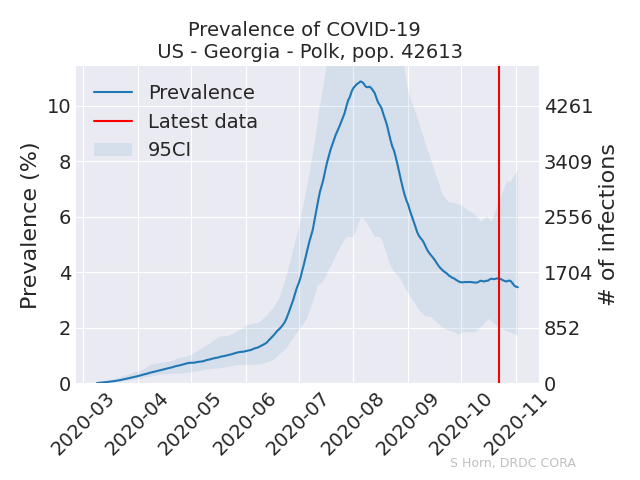 Prevalence of COVID-19
US - Georgia - Polk, pop. 42613
Prevalence
Latest data
95CI
Prevalence (%)
10
8
6
4
2
0
4261
3409
2556
1704
852
0
# of infections
2020-03
2020-04
2020-05
2020-06
2020-07
2020-08
2020-09
2020-10
2020-11
S Horn, DRDC CORA